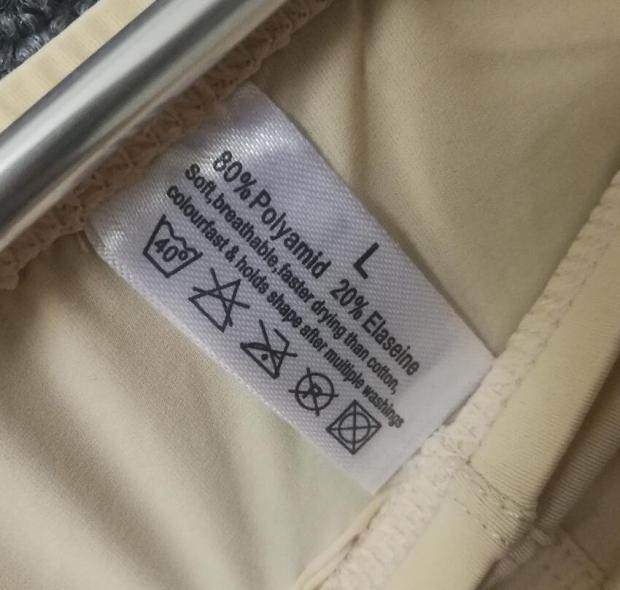 L
80% Polyamid 20% Elaseine
Soft, breathable, faster drying than cotton,
colourfast & holds shape after multiple washings
40° P